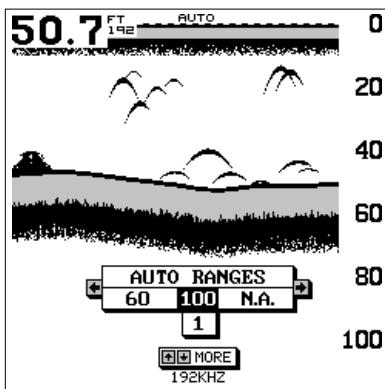 50.7 FT 192
AUTO
0
20
40
60
80
100
AUTO RANGES
60 100 N.A.
1
MORE
192KHZ